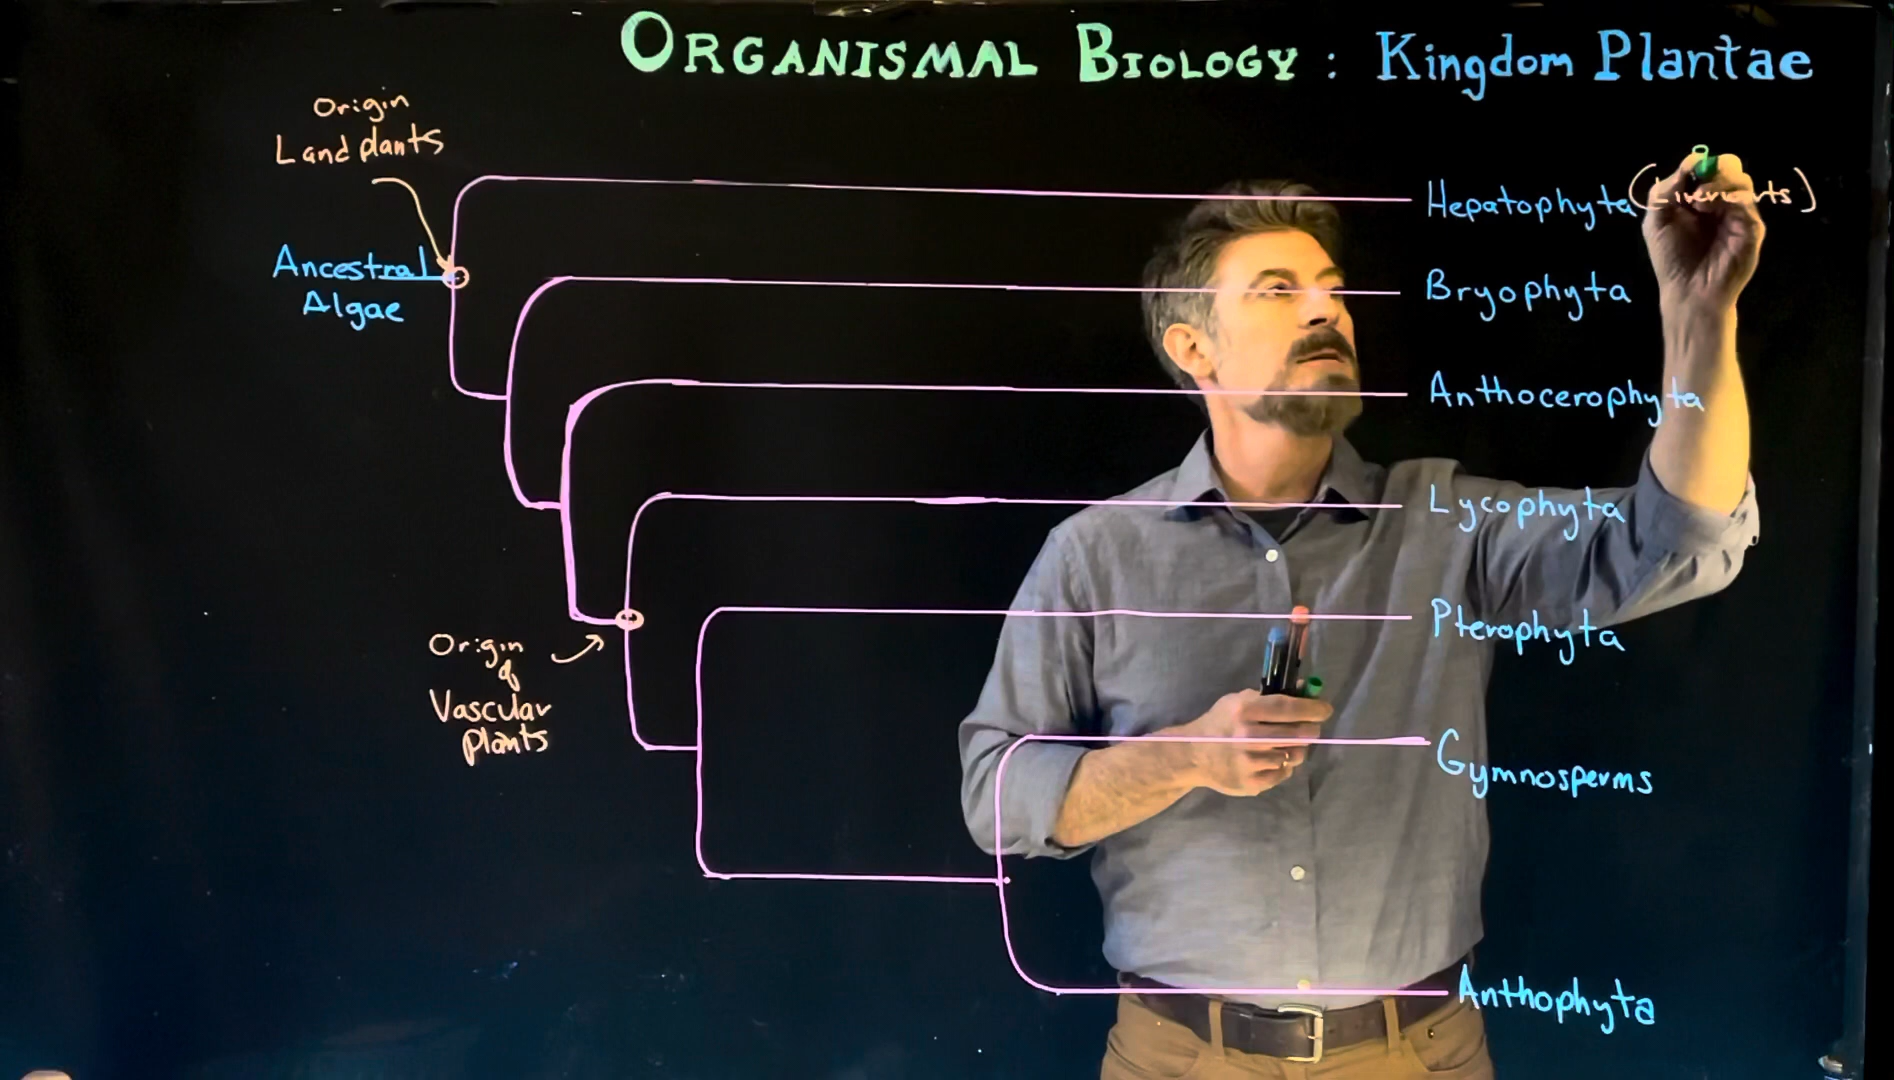 ORGANISMAL BIOLOGY : Kingdom Plantae
Origin
Land plants
Ancestral
Algae
Hepatophyta (Liverworts)
Bryophyta
Anthocerophyta
Lycophyta
Pterophyta
Origin
of
Vascular
plants
Gymnosperms
Anthophyta